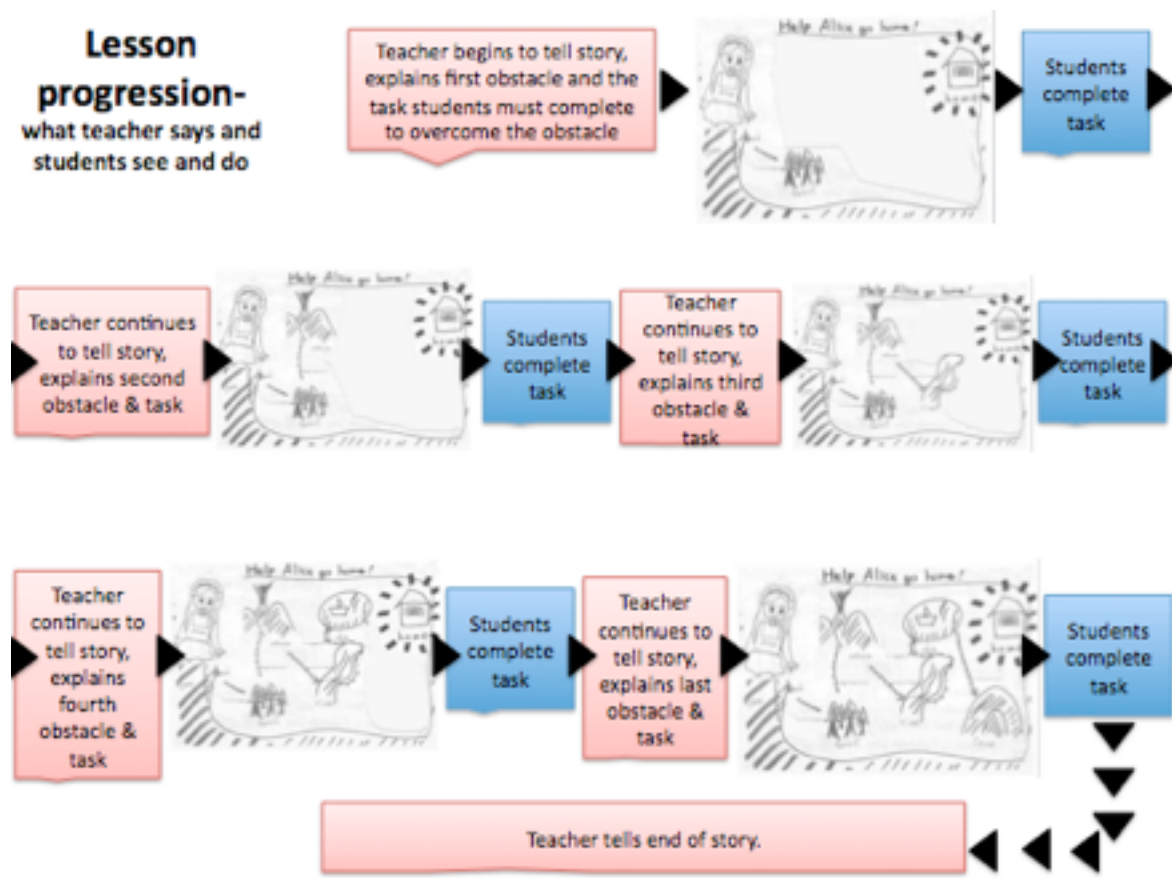 Lesson
progression-
what teacher says and
students see and do
Teacher begins to tell story,
explains first obstacle and the
task students must complete
to overcome the obstacle
Help Alice go home!
Students
complete
task
Teacher continues
to tell story,
explains second
obstacle & task
Help Alice go home!
Students
complete
task
Teacher
continues to
tell story,
explains third
obstacle &
task
Help Alice go home!
Students
complete
task
Teacher
continues to
tell story,
explains
fourth
obstacle &
task
Help Alice go home!
Students
complete
task
Teacher
continues to
tell story,
explains last
obstacle &
task
Help Alice go home!
Students
complete
task
Teacher tells end of story.